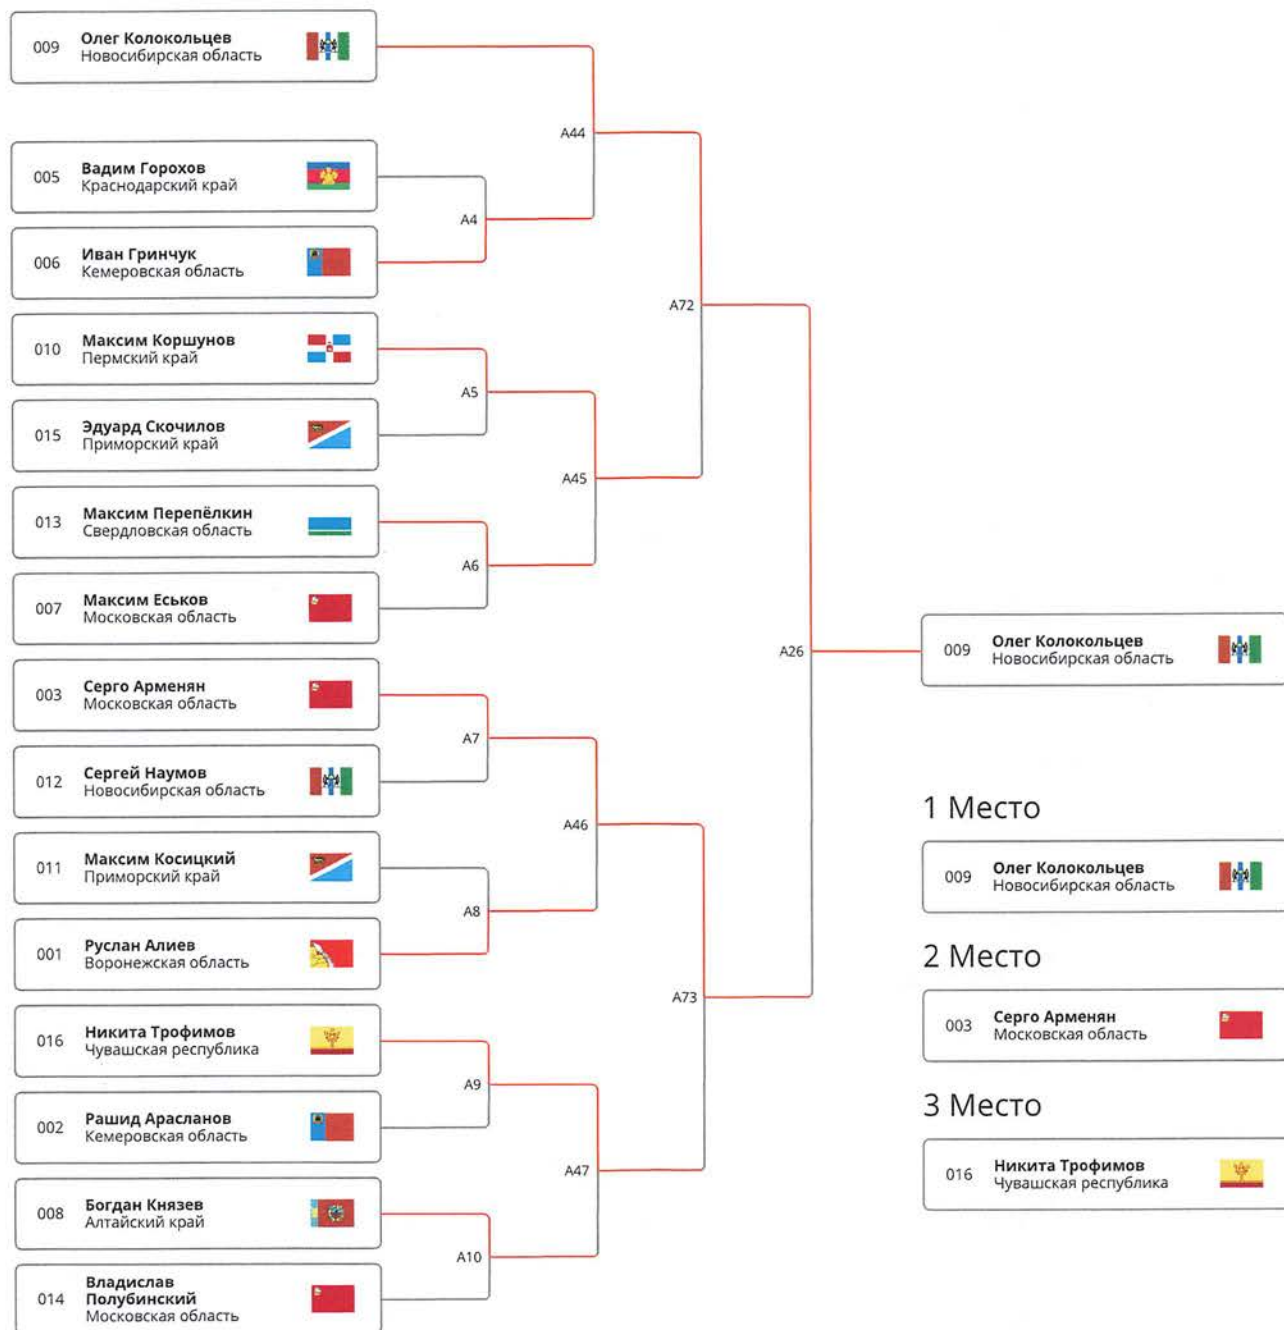 009
Олег Колокольцев
Новосибирская область
A44
005
Вадим Горохов
Краснодарский край
A4
006
Иван Гринчук
Кемеровская область
A72
010
Максим Коршунов
Пермский край
A5
015
Эдуард Скочилов
Приморский край
A45
013
Максим Перепёлкин
Свердловская область
A6
007
Максим Еськов
Московская область
A26
009
Олег Колокольцев
Новосибирская область
003
Серго Арменян
Московская область
A7
012
Сергей Наумов
Новосибирская область
A46
011
Максим Косицкий
Приморский край
A8
001
Руслан Алиев
Воронежская область
A73
016
Никита Трофимов
Чувашская республика
A9
002
Рашид Арасланов
Кемеровская область
A47
008
Богдан Князев
Алтайский край
A10
014
Владислав
Полубинский
Московская область
1 Место
009
Олег Колокольцев
Новосибирская область
2 Место
003
Серго Арменян
Московская область
3 Место
016
Никита Трофимов
Чувашская республика